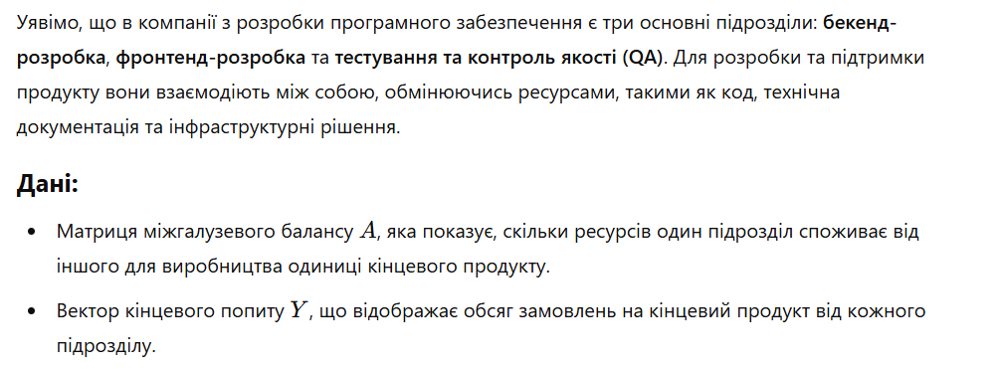 Уявімо, що в компанії з розробки програмного забезпечення є три основні підрозділи: бекенд-
розробка, фронтенд-розробка та тестування та контроль якості (QA). Для розробки та підтримки
продукту вони взаємодіють між собою, обмінюючись ресурсами, такими як код, технічна
документація та інфраструктурні рішення.
Дані:
• Матриця міжгалузевого балансу A, яка показує, скільки ресурсів один підрозділ споживає від
іншого для виробництва одиниці кінцевого продукту.
• Вектор кінцевого попиту Y, що відображає обсяг замовлень на кінцевий продукт від кожного
підрозділу.